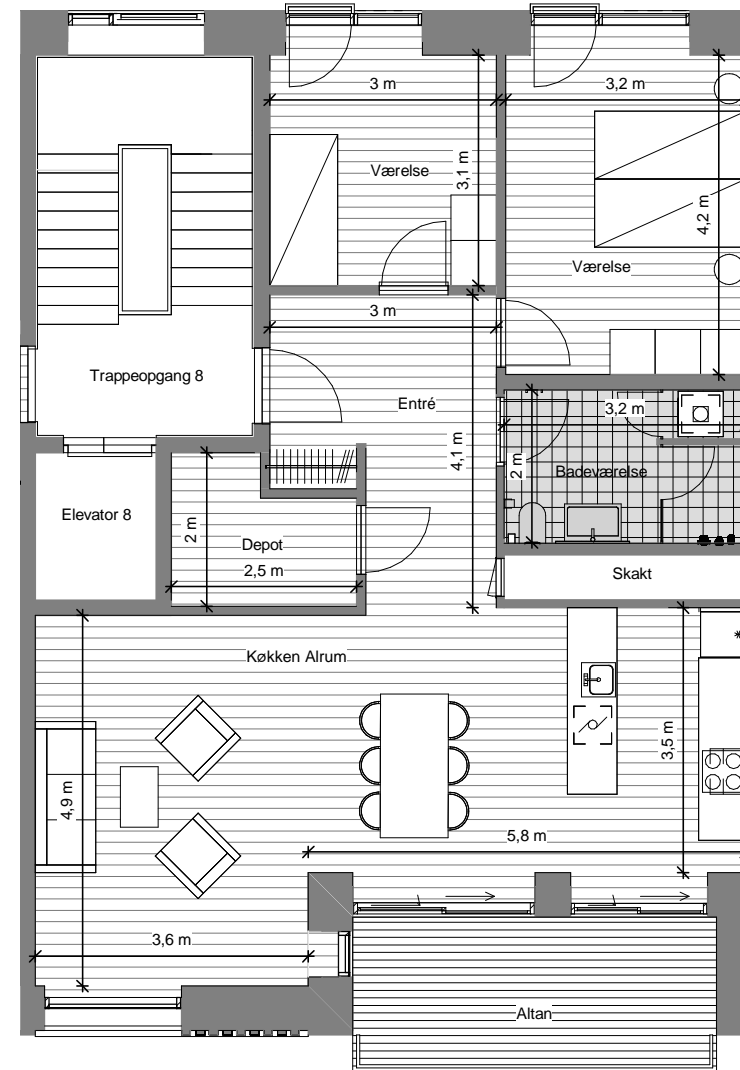 3 m
3,2 m
Værelse
3,1 m
4,2 m
Værelse
3 m
Trappeopgang 8
Entré
3,2 m
4,1 m
2 m
Badeværelse
Elevator 8
2 m
Depot
2,5 m
Skakt
Køkken Alrum
3,5 m
4,9 m
5,8 m
3,6 m
Altan